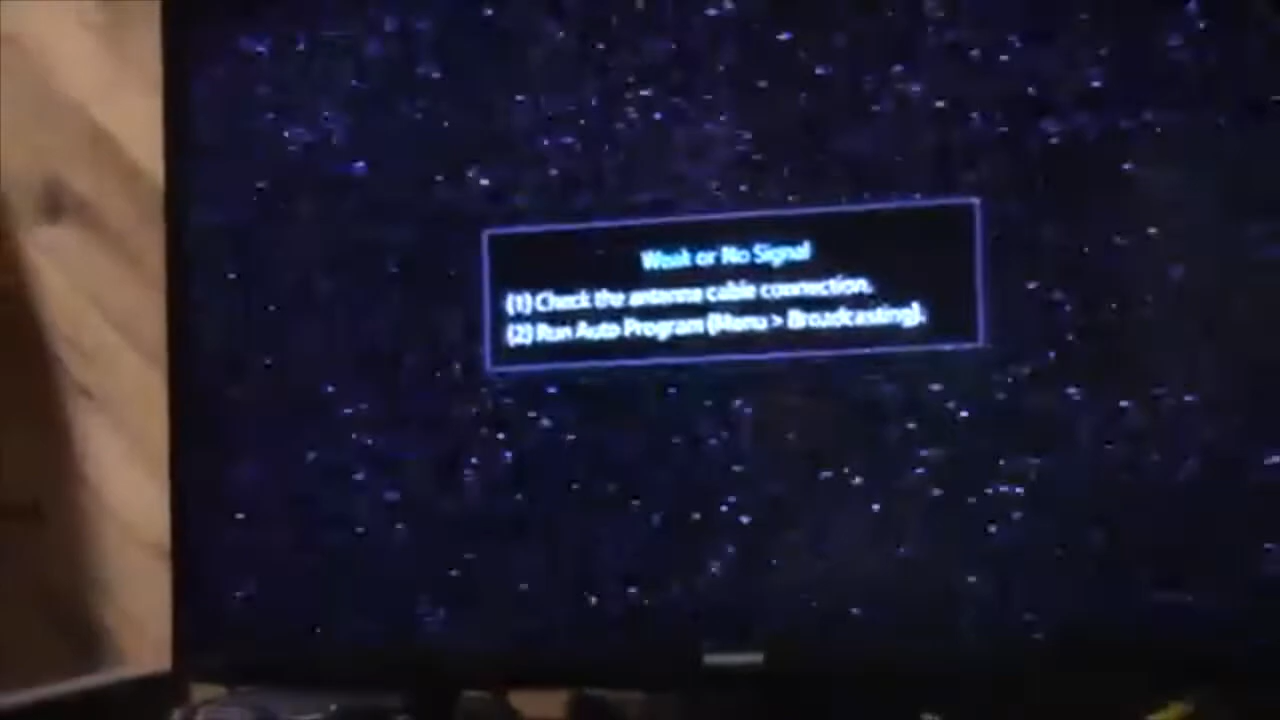 Weak or No Signal
(1) Check the antenna cable connection.
(2) Run Auto Program (Menu > Broadcasting).